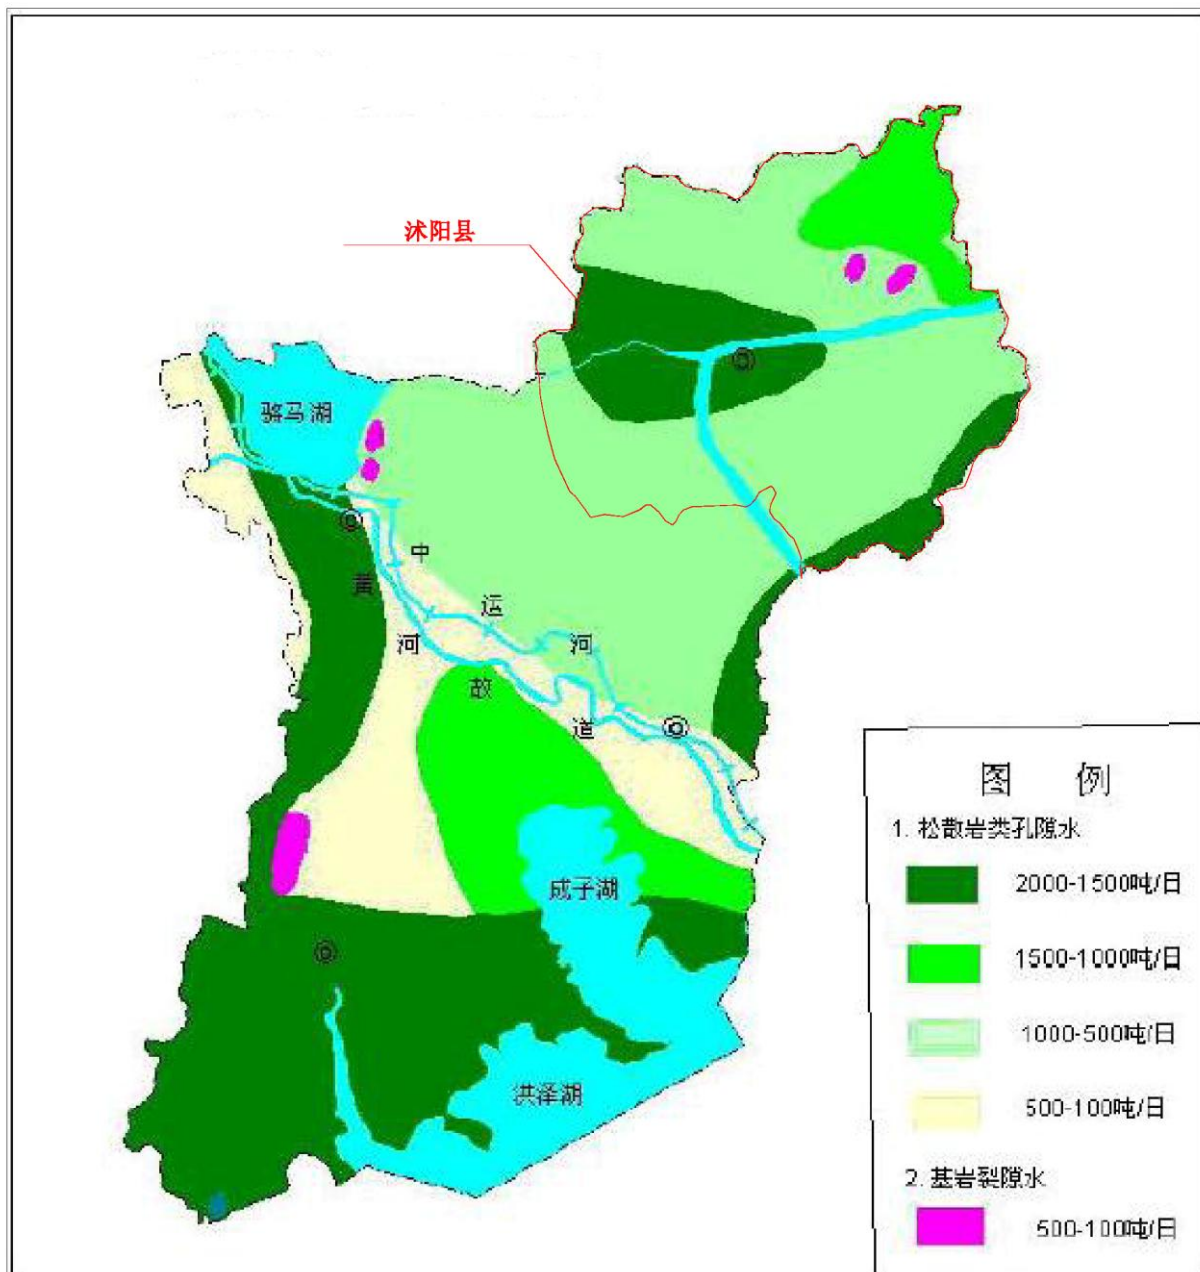 沭阳县
骆马湖
中
运
河
黄
河
故
道
成子湖
洪泽湖
图 例
1. 松散岩类孔隙水
2000-1500吨/日
1500-1000吨/日
1000-500吨/日
500-100吨/日
2. 基岩裂隙水
500-100吨/日